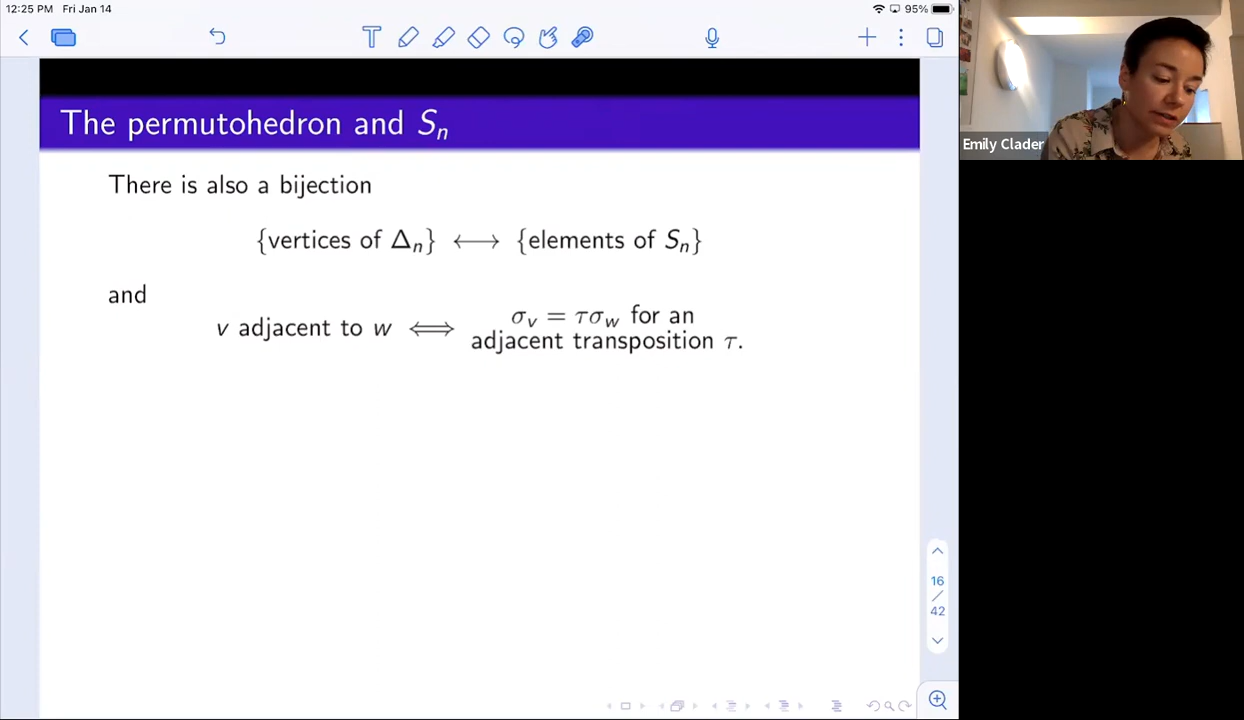 12:25 PM Fri Jan 14
95%
T
The permutohedron and Sₙ
Emily Clader
There is also a bijection
{vertices of Δₙ} ⟷ {elements of Sₙ}
and
v adjacent to w ⟺ σᵥ = τσ_w for an
adjacent transposition τ.
16
/
42